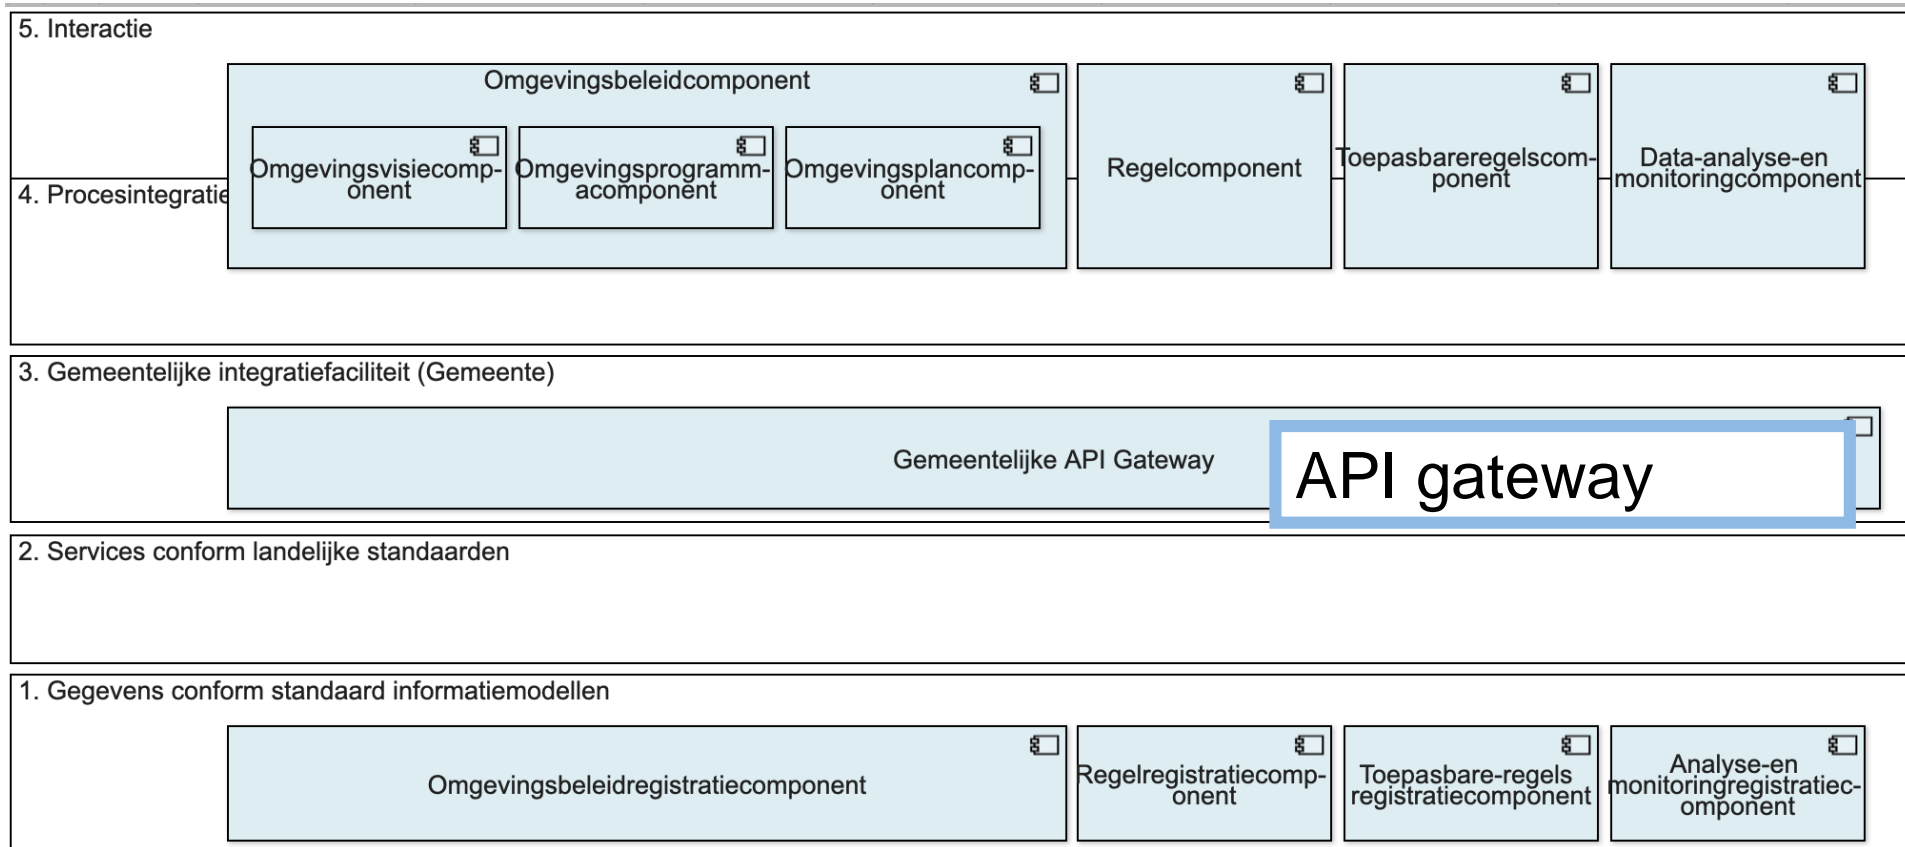 5. Interactie
Omgevingsbeleidcomponent
Omgevingsvisiecomp-
onent
Omgevingsprogramm-
acomponent
Omgevingsplancomp-
onent
Regelcomponent
Toepasbareregelscom-
ponent
Data-analyse-en
monitoringcomponent
4. Procesintegratie
3. Gemeentelijke integratiefaciliteit (Gemeente)
Gemeentelijke API Gateway
API gateway
2. Services conform landelijke standaarden
1. Gegevens conform standaard informatiemodellen
Omgevingsbeleidregistratiecomponent
Regelregistratiecomp-
onent
Toepasbare-regels
registratiecomponent
Analyse-en
monitoringregistratiec-
omponent